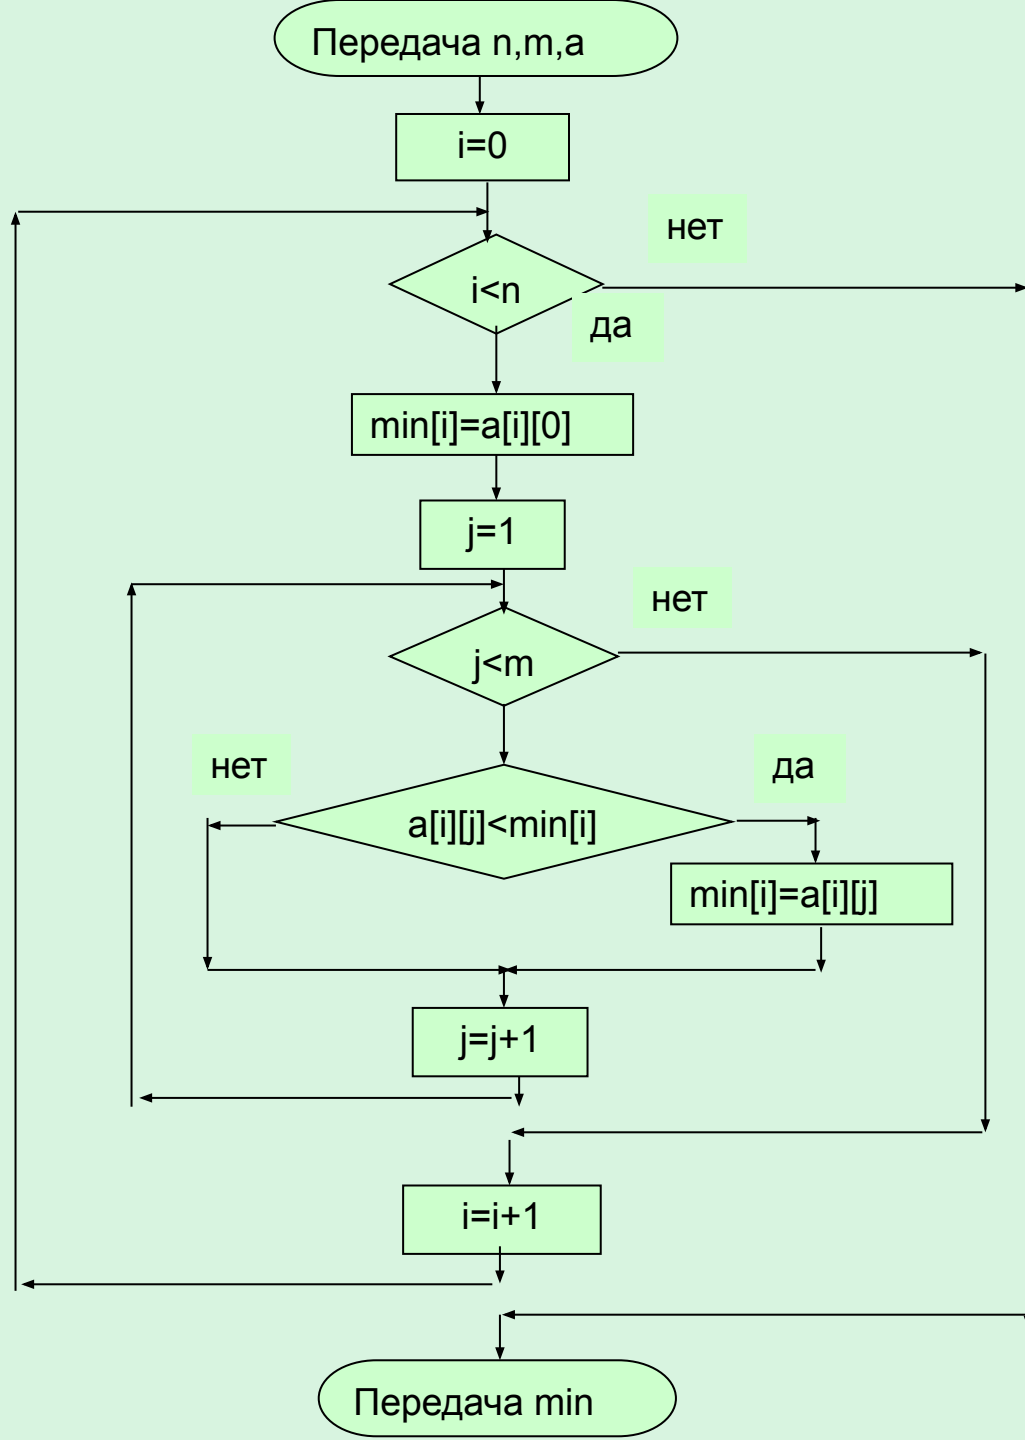 Передача n,m,a
i=0
нет
i<n
да
min[i]=a[i][0]
j=1
нет
j<m
нет
да
a[i][j]<min[i]
min[i]=a[i][j]
j=j+1
i=i+1
Передача min